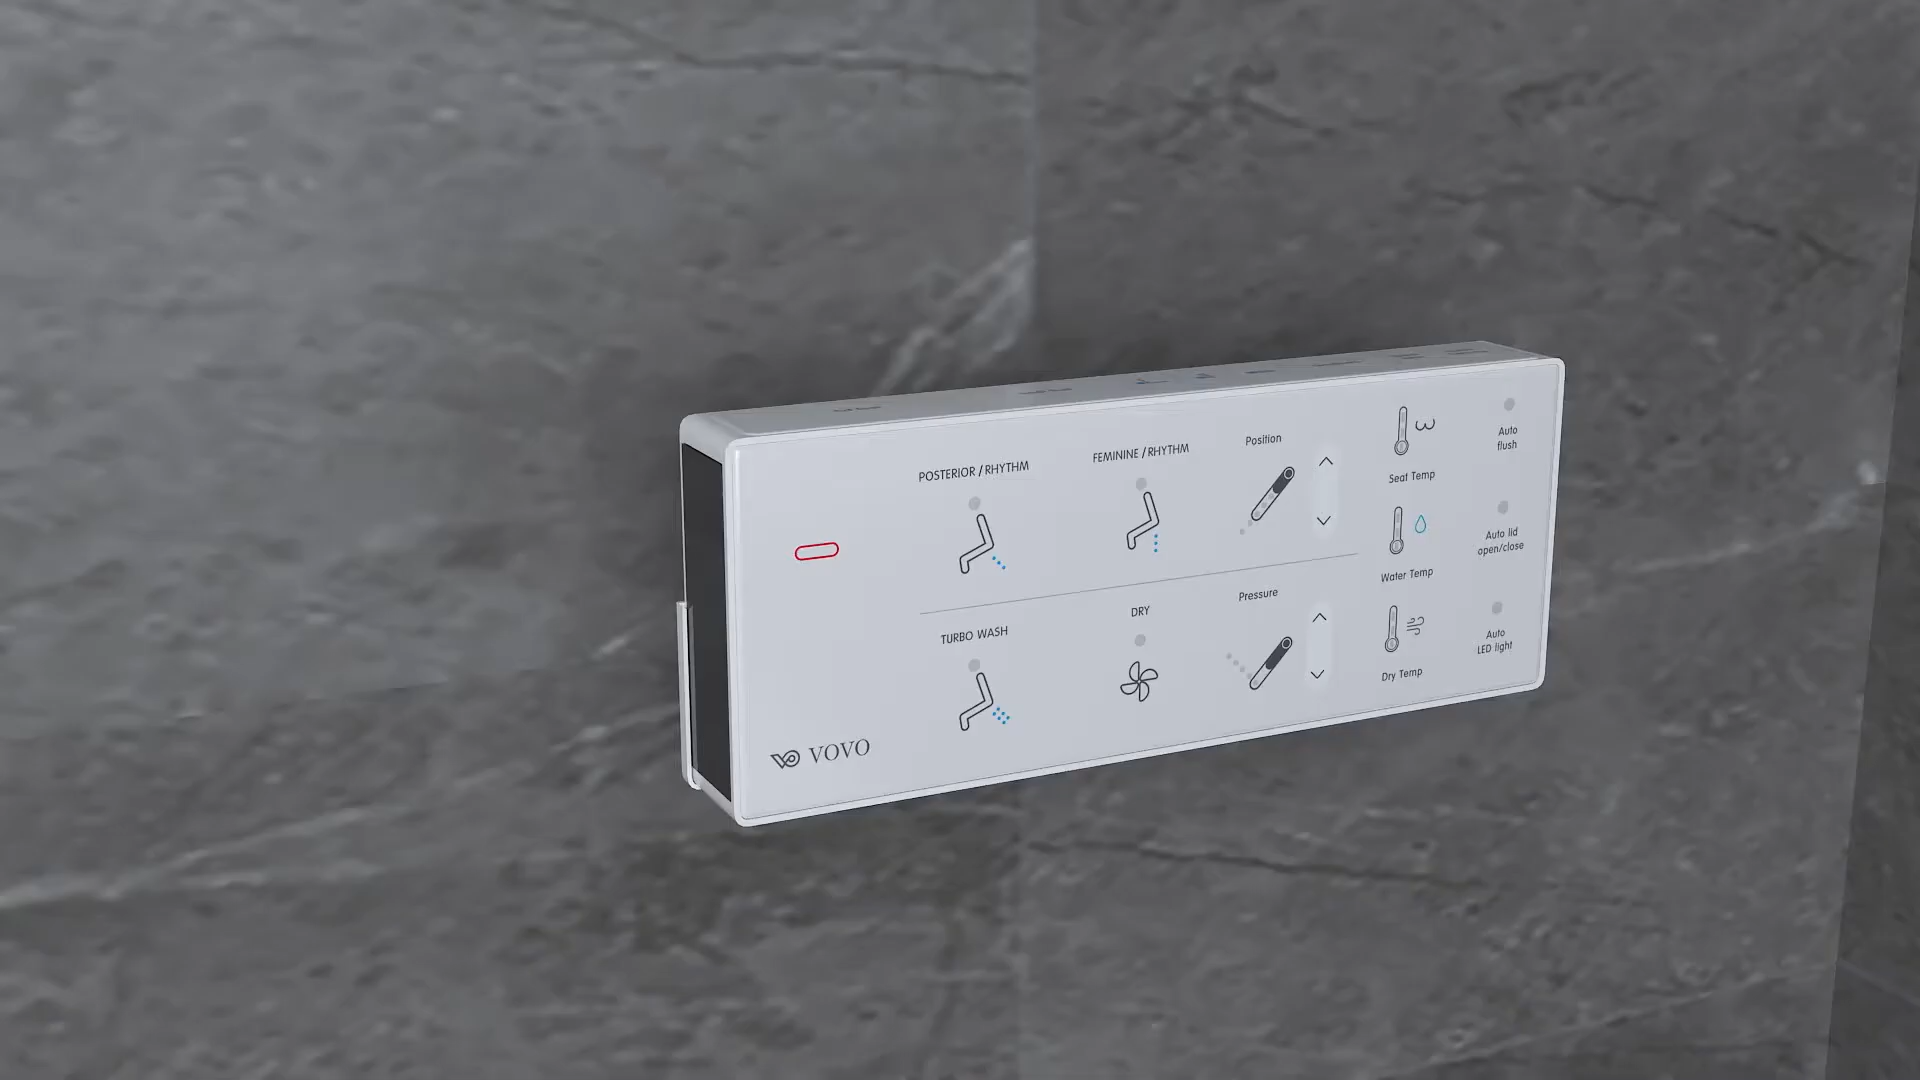 POSTERIOR / RHYTHM
FEMININE / RHYTHM
Position
Seat Temp
Auto
flush
Water Temp
Auto lid
open/close
TURBO WASH
DRY
Pressure
Dry Temp
Auto
LED light
VOVO